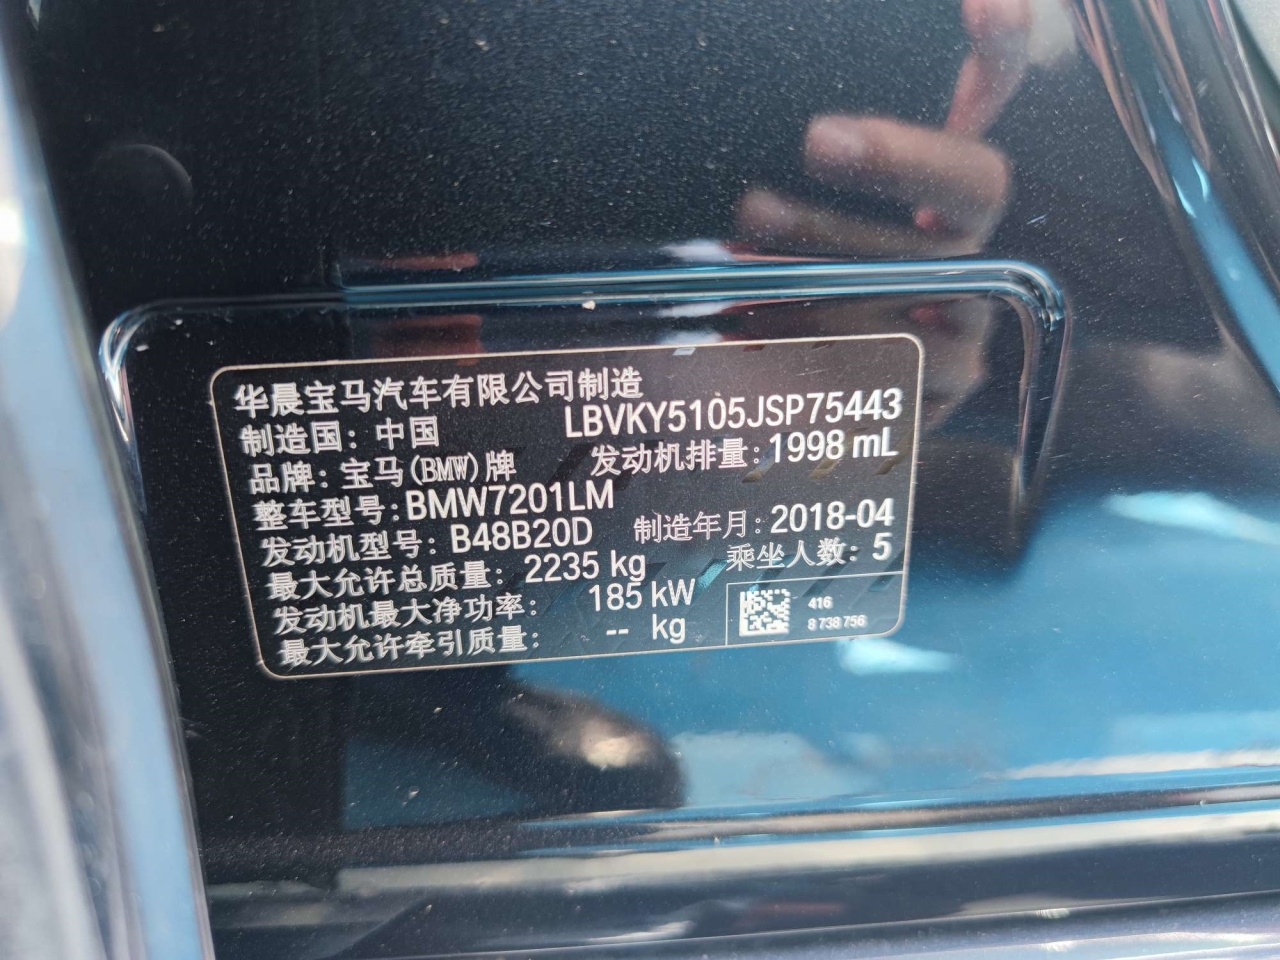 华晨宝马汽车有限公司制造
制造国：中国 LBVKY5105JSP75443
品牌：宝马(BMW)牌 发动机排量：1998 mL
整车型号：BMW7201LM
发动机型号：B48B20D 制造年月：2018-04
最大允许总质量：2235 kg 乘坐人数：5
发动机最大净功率：185 kW
最大允许牵引质量：-- kg
416
8 738 756